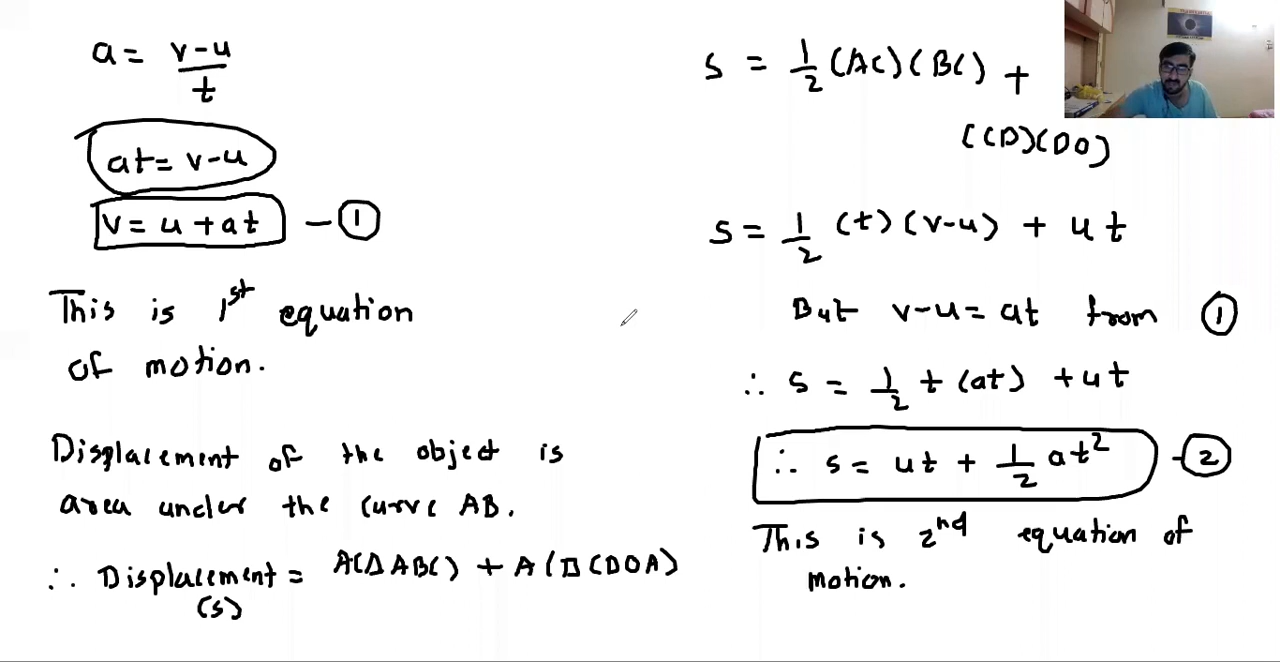 a = v-u/t
at = v-u
v = u + at — ①
This is 1st equation
of motion.
Displacement of the object is
area under the curve AB.
∴ Displacement = A(Δ ABC) + A(□ CDOA)
(s)
s = 1/2 (AC)(BC) +
(CD)(DO)
s = 1/2 (t)(v-u) + ut
But v-u = at from ①
∴ s = 1/2 t (at) + ut
∴ s = ut + 1/2 at² - ②
This is 2nd equation of
motion.